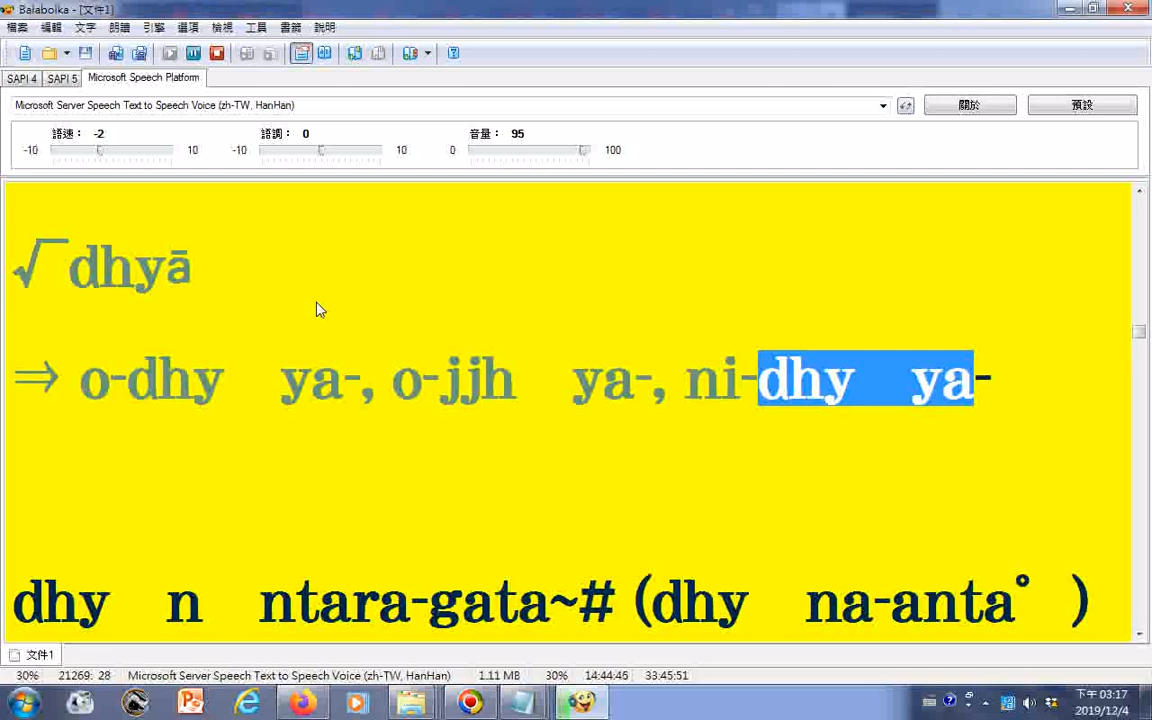 Balabolka - [文件1]
檔案 編輯 文字 朗讀 引擎 選項 檢視 工具 書籤 說明
SAPI 4 SAPI 5 Microsoft Speech Platform
Microsoft Server Speech Text to Speech Voice (zh-TW, HanHan) 關於 預設
語速： -2 語調： 0 音量： 95
-10 10 -10 10 0 100
√dhyā
⇒ o-dhy ya-, o-jjh ya-, ni-dhy ya-
dhy n ntara-gata~# (dhy na-anta° )
文件1
30% 21269: 28 Microsoft Server Speech Text to Speech Voice (zh-TW, HanHan) 1.11 MB 30% 14:44:46 33:45:51
下午 03:17
2019/12/4